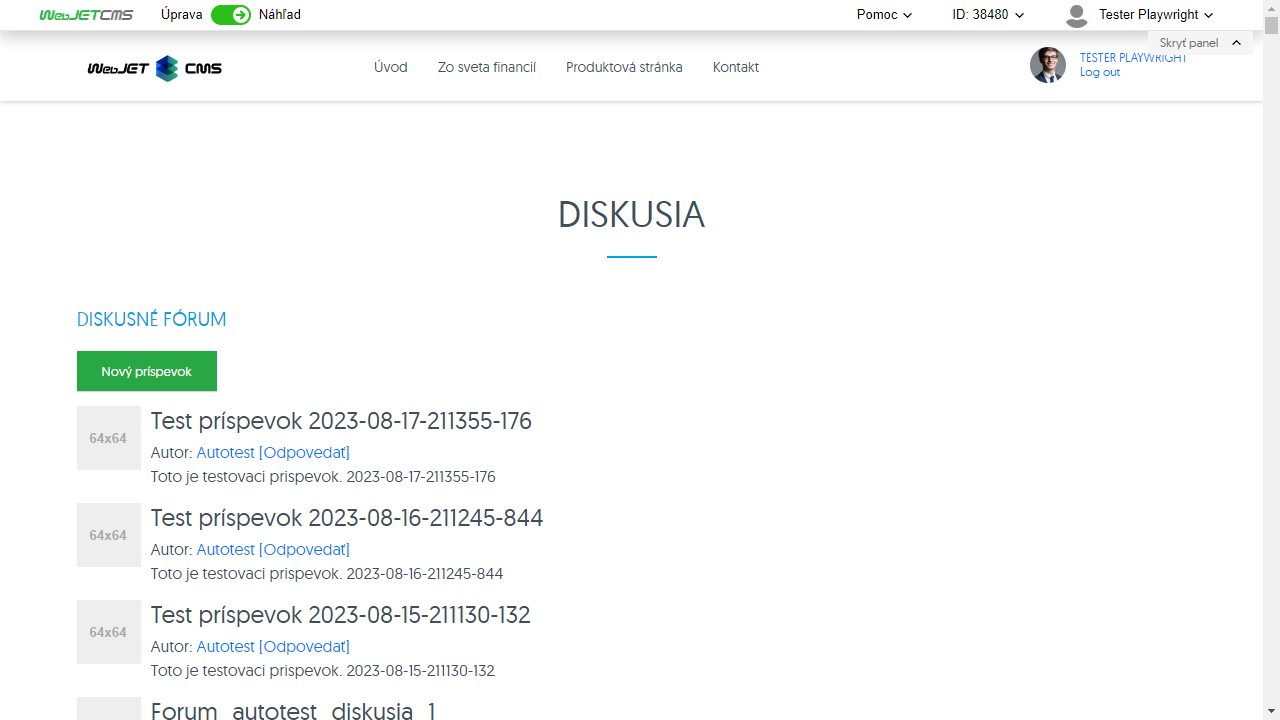 WebJETCMS Úprava Náhľad Pomoc ID: 38480 Tester Playwright
Skryť panel
WebJET CMS Úvod Zo sveta financií Produktová stránka Kontakt TESTER PLAYWRIGHT
Log out
DISKUSIA
DISKUSNÉ FÓRUM
Nový príspevok
64x64
Test príspevok 2023-08-17-211355-176
Autor: Autotest [Odpovedať]
Toto je testovaci prispevok. 2023-08-17-211355-176
64x64
Test príspevok 2023-08-16-211245-844
Autor: Autotest [Odpovedať]
Toto je testovaci prispevok. 2023-08-16-211245-844
64x64
Test príspevok 2023-08-15-211130-132
Autor: Autotest [Odpovedať]
Toto je testovaci prispevok. 2023-08-15-211130-132
Forum_autotest_diskusia_1